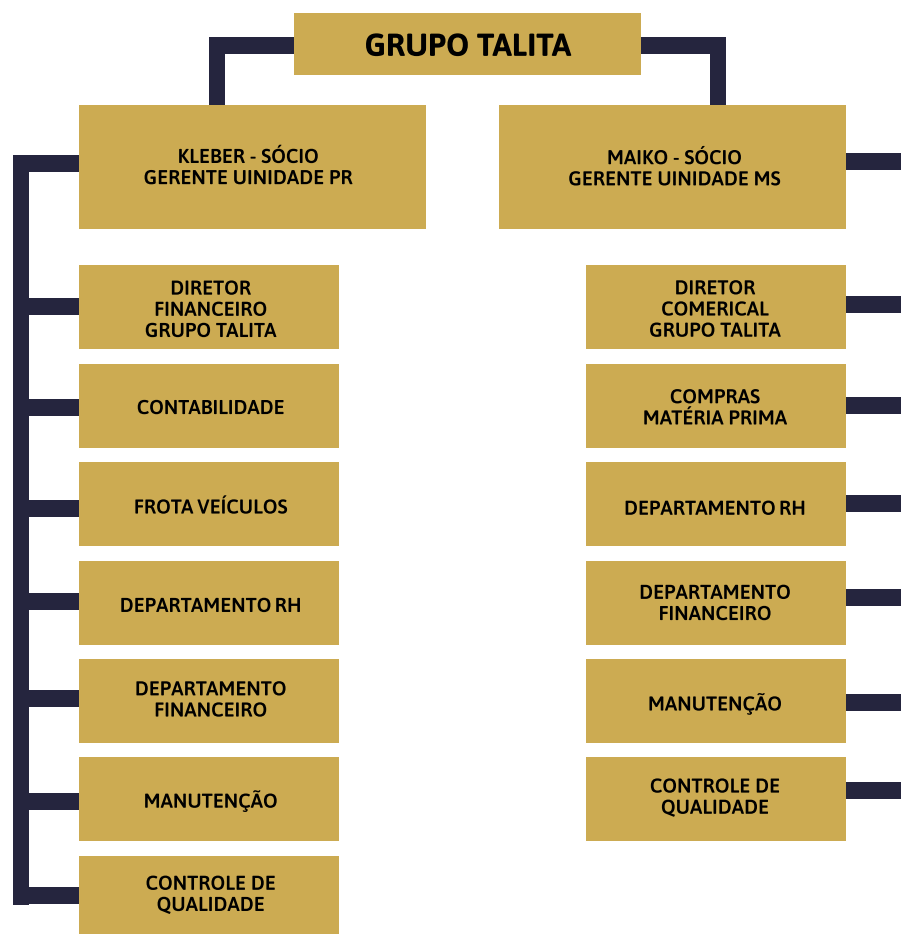 GRUPO TALITA
KLEBER - SÓCIO
GERENTE UINIDADE PR
MAIKO - SÓCIO
GERENTE UINIDADE MS
DIRETOR
FINANCEIRO
GRUPO TALITA
CONTABILIDADE
FROTA VEÍCULOS
DEPARTAMENTO RH
DEPARTAMENTO
FINANCEIRO
MANUTENÇÃO
CONTROLE DE
QUALIDADE
DIRETOR
COMERICAL
GRUPO TALITA
COMPRAS
MATÉRIA PRIMA
DEPARTAMENTO RH
DEPARTAMENTO
FINANCEIRO
MANUTENÇÃO
CONTROLE DE
QUALIDADE